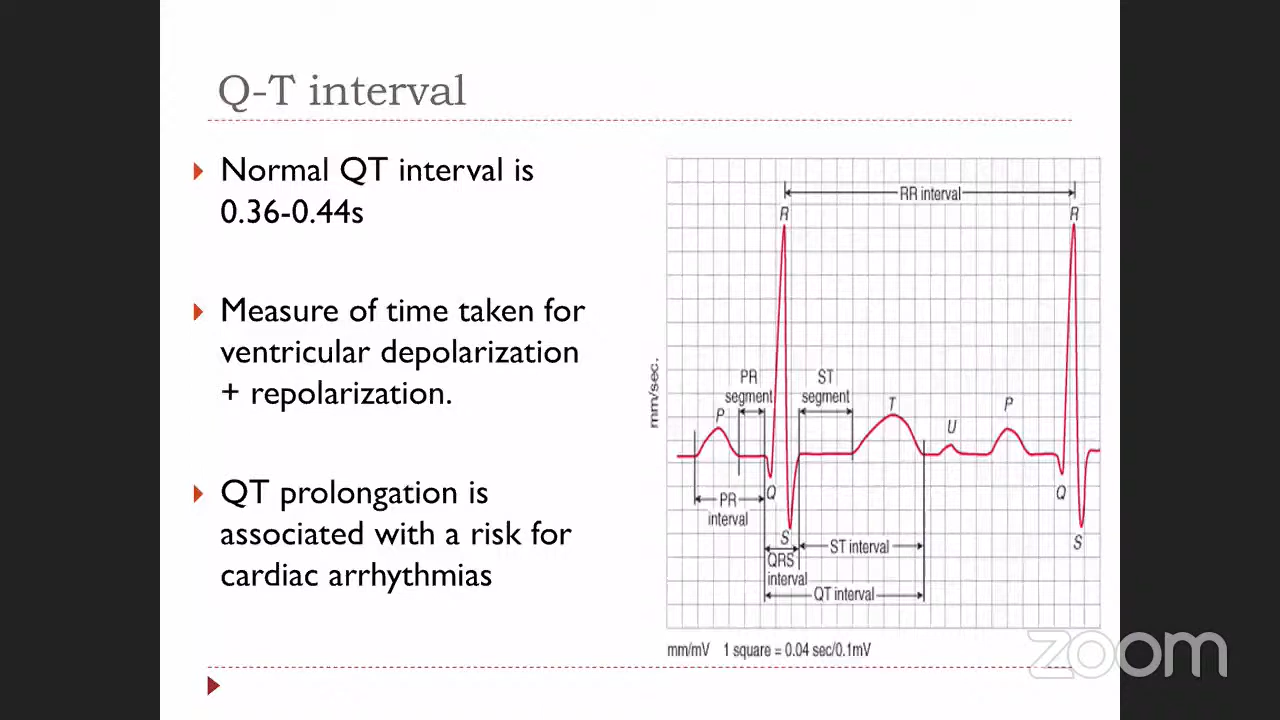 Q-T interval
Normal QT interval is
0.36-0.44s
Measure of time taken for
ventricular depolarization
+ repolarization.
QT prolongation is
associated with a risk for
cardiac arrhythmias
RR interval
R
R
mm/sec.
PR
segment
ST
segment
P
T
U
P
Q
Q
PR
interval
S
S
QRS
interval
ST interval
QT interval
mm/mV 1 square = 0.04 sec/0.1mV
zoom